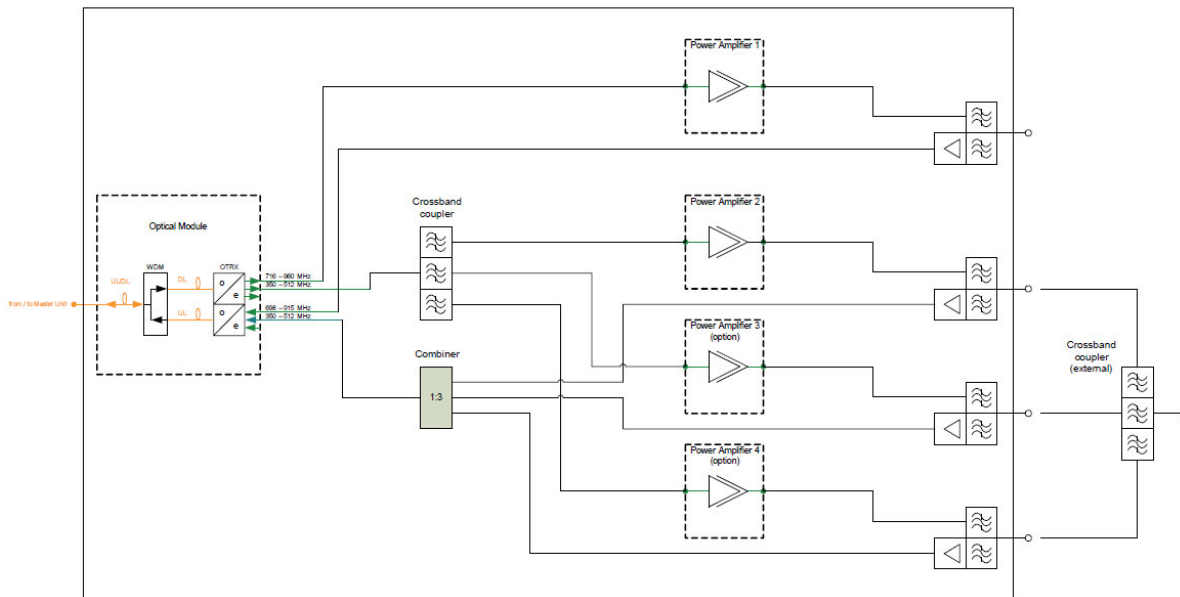 Power Amplifier 1
Optical Module
WDM
OTRX
UL/DL
DL
UL
o
e
o
e
from / to Master Unit
716 – 960 MHz
350 – 512 MHz
698 – 915 MHz
350 – 512 MHz
Crossband
coupler
Power Amplifier 2
Combiner
1:3
Power Amplifier 3
(option)
Power Amplifier 4
(option)
Crossband
coupler
(external)